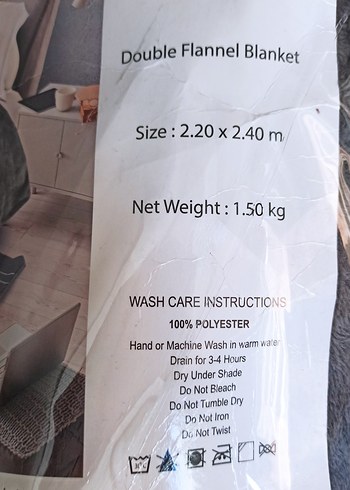 Double Flannel Blanket
Size : 2.20 x 2.40 m
Net Weight : 1.50 kg
WASH CARE INSTRUCTIONS
100% POLYESTER
Hand or Machine Wash in warm water
Drain for 3-4 Hours
Dry Under Shade
Do Not Bleach
Do Not Tumble Dry
Do Not Iron
Do Not Twist